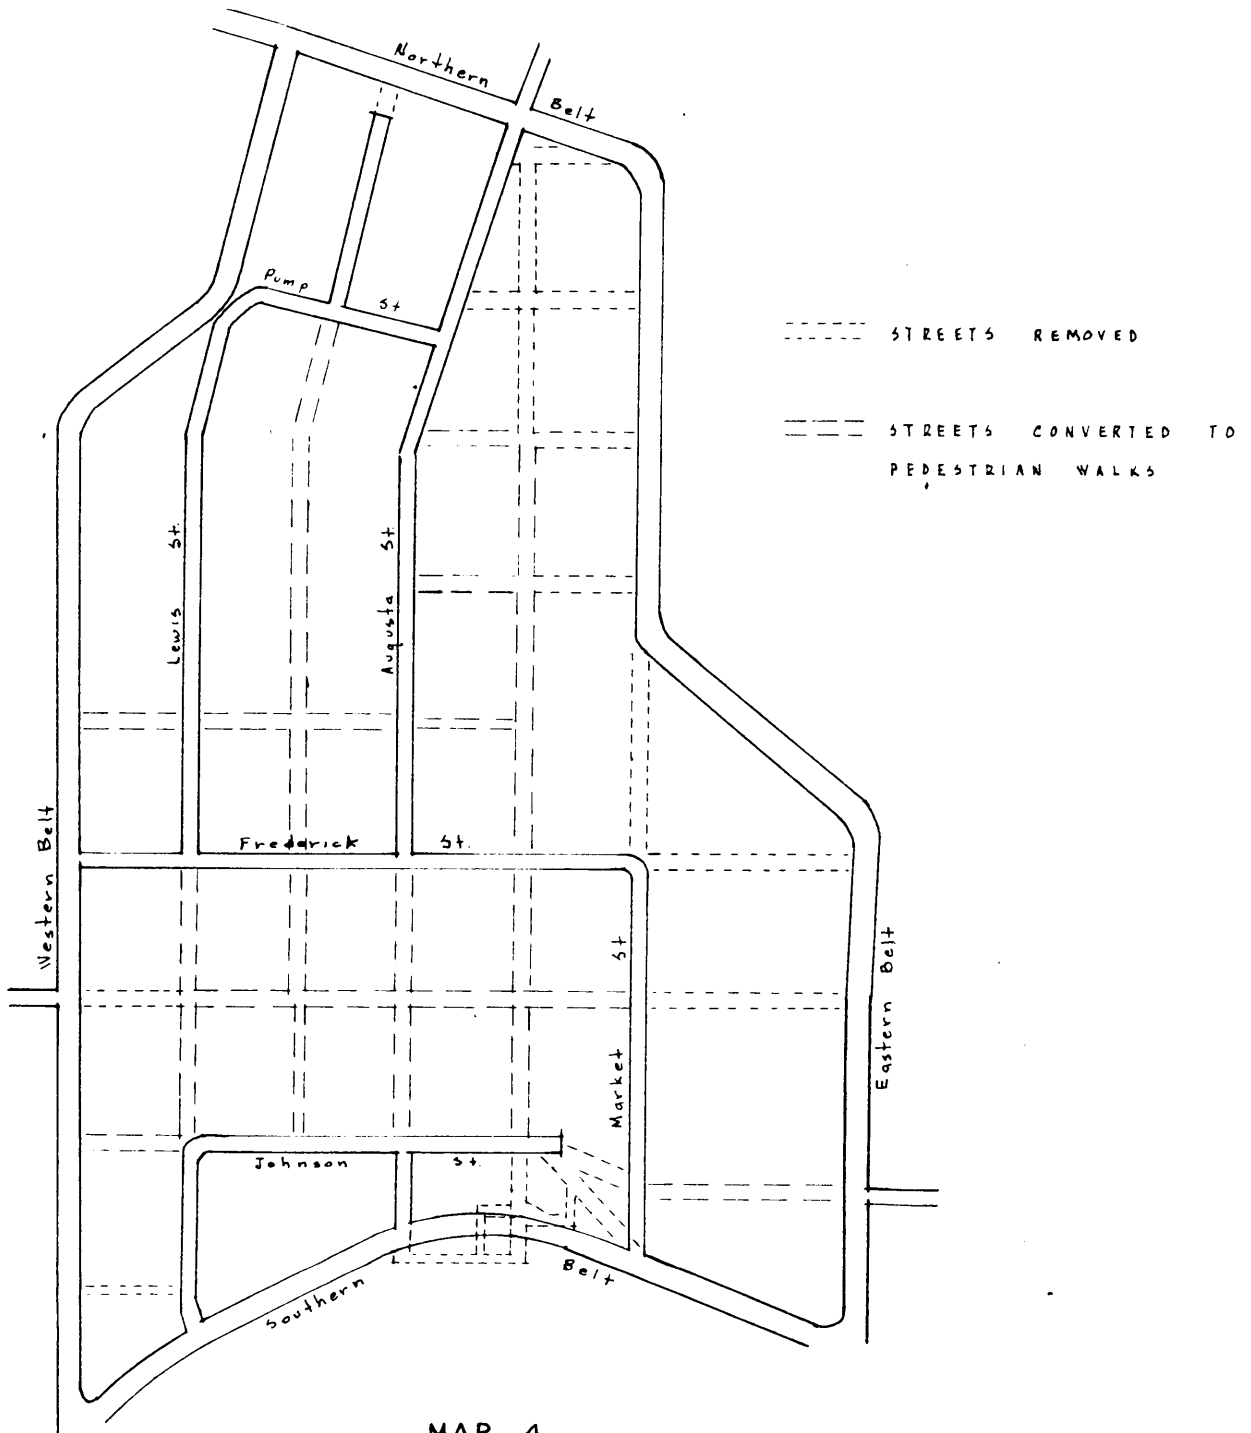 Northern
Belt
Pump
St
STREETS REMOVED
STREETS CONVERTED TO
PEDESTRIAN WALKS
Lewis St.
Augusta St.
Western Belt
Frederick St.
Market St
Eastern Belt
Johnson St.
Southern
Belt
MAP 4